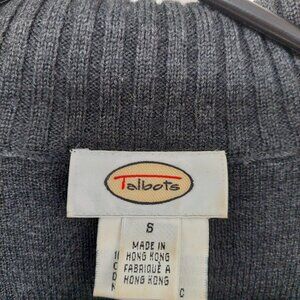 Talbots
S
MADE IN
HONG KONG
FABRIQUÉ À
HONG KONG